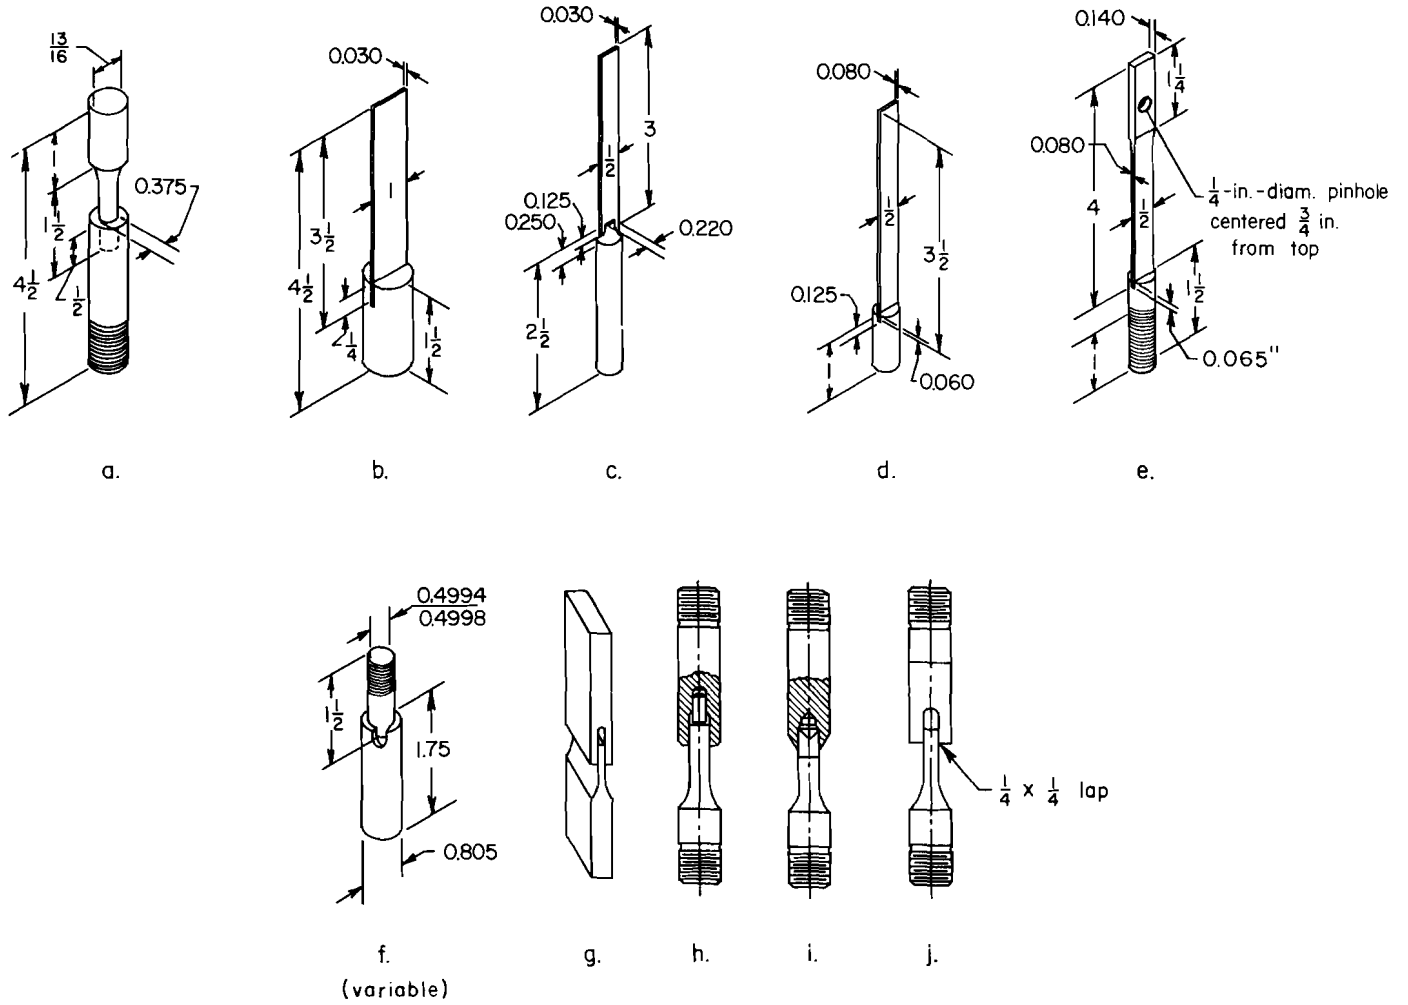 13/16
0.375
1 1/2
4 1/2
1/2
a.
0.030
1
3 1/2
4 1/2
1/4
1 1/2
b.
0.030
3
1/2
0.125
0.250
0.220
2 1/2
c.
0.080
1/2
3 1/2
0.125
0.060
d.
0.140
1 1/4
4
0.080
1/2
1/4-in.-diam. pinhole
centered 3/4 in.
from top
1 1/2
0.065"
e.
0.4994
0.4998
1 1/2
1.75
0.805
f.
(variable)
g.
h.
i.
1/4 x 1/4 lap
j.